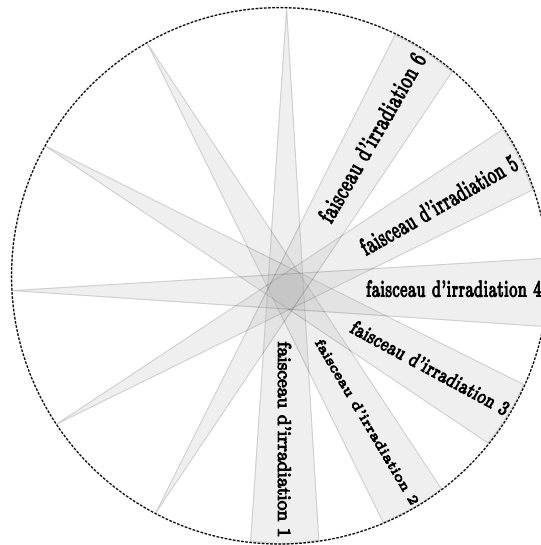 faisceau d'irradiation 6
faisceau d'irradiation 5
faisceau d'irradiation 4
faisceau d'irradiation 3
faisceau d'irradiation 2
faisceau d'irradiation 1